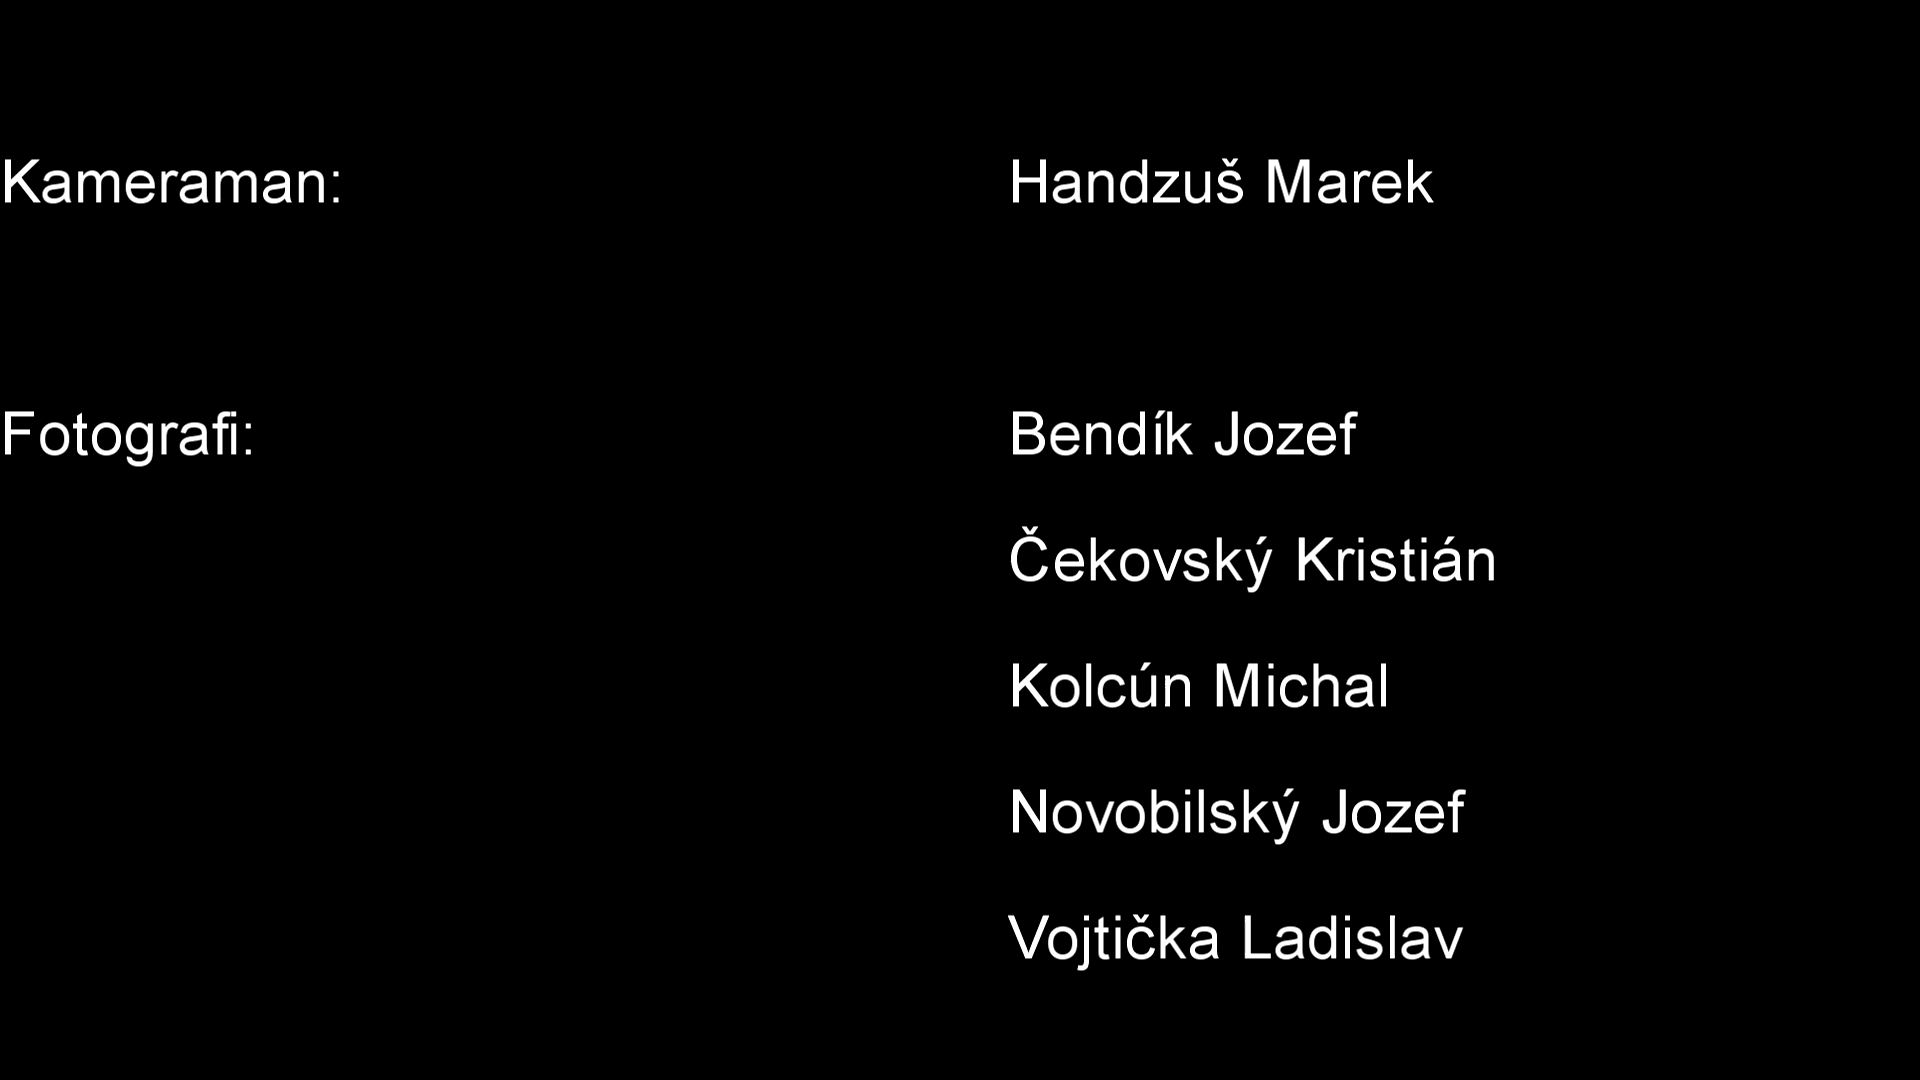 Kameraman: Handzuš Marek
Fotografi: Bendík Jozef
Čekovský Kristián
Kolcún Michal
Novobilský Jozef
Vojtička Ladislav